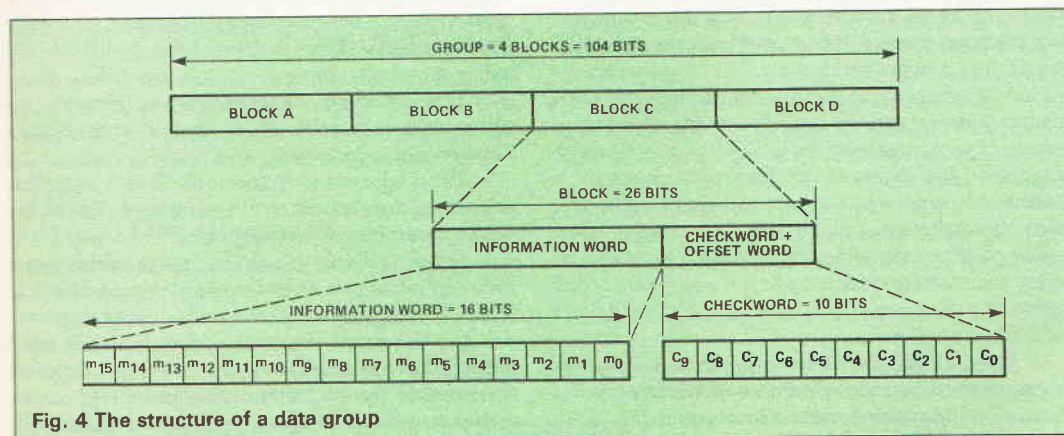 GROUP = 4 BLOCKS = 104 BITS
BLOCK A BLOCK B BLOCK C BLOCK D
BLOCK = 26 BITS
INFORMATION WORD CHECKWORD +
OFFSET WORD
INFORMATION WORD = 16 BITS CHECKWORD = 10 BITS
m15 m14 m13 m12 m11 m10 m9 m8 m7 m6 m5 m4 m3 m2 m1 m0 C9 C8 C7 C6 C5 C4 C3 C2 C1 C0
Fig. 4 The structure of a data group